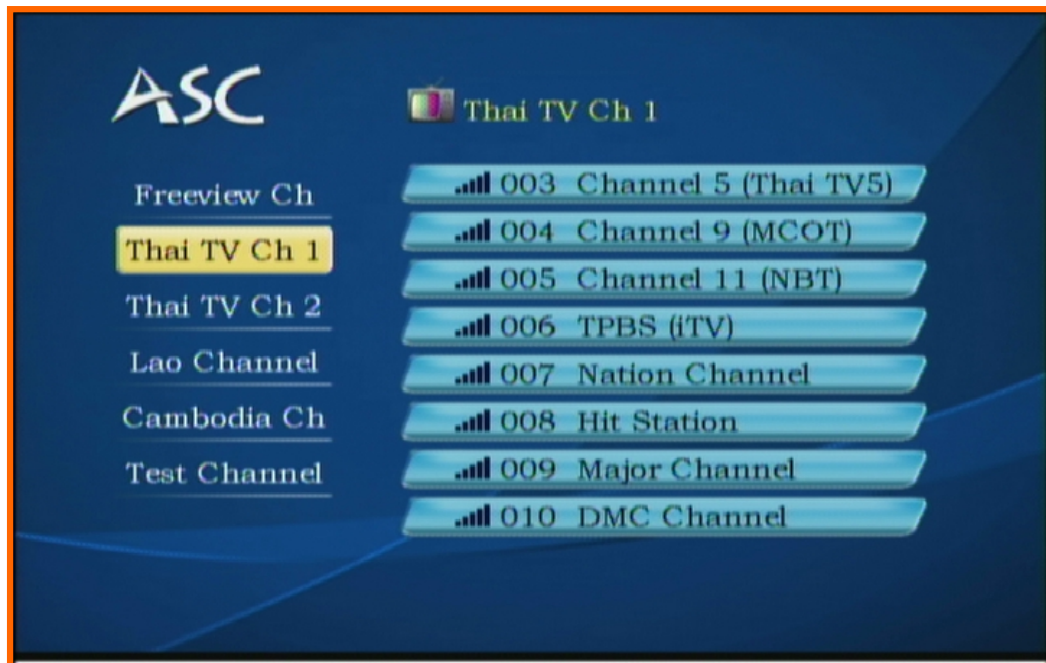 ASC
Thai TV Ch 1
Freeview Ch
Thai TV Ch 1
Thai TV Ch 2
Lao Channel
Cambodia Ch
Test Channel
003 Channel 5 (Thai TV5)
004 Channel 9 (MCOT)
005 Channel 11 (NBT)
006 TPBS (iTV)
007 Nation Channel
008 Hit Station
009 Major Channel
010 DMC Channel